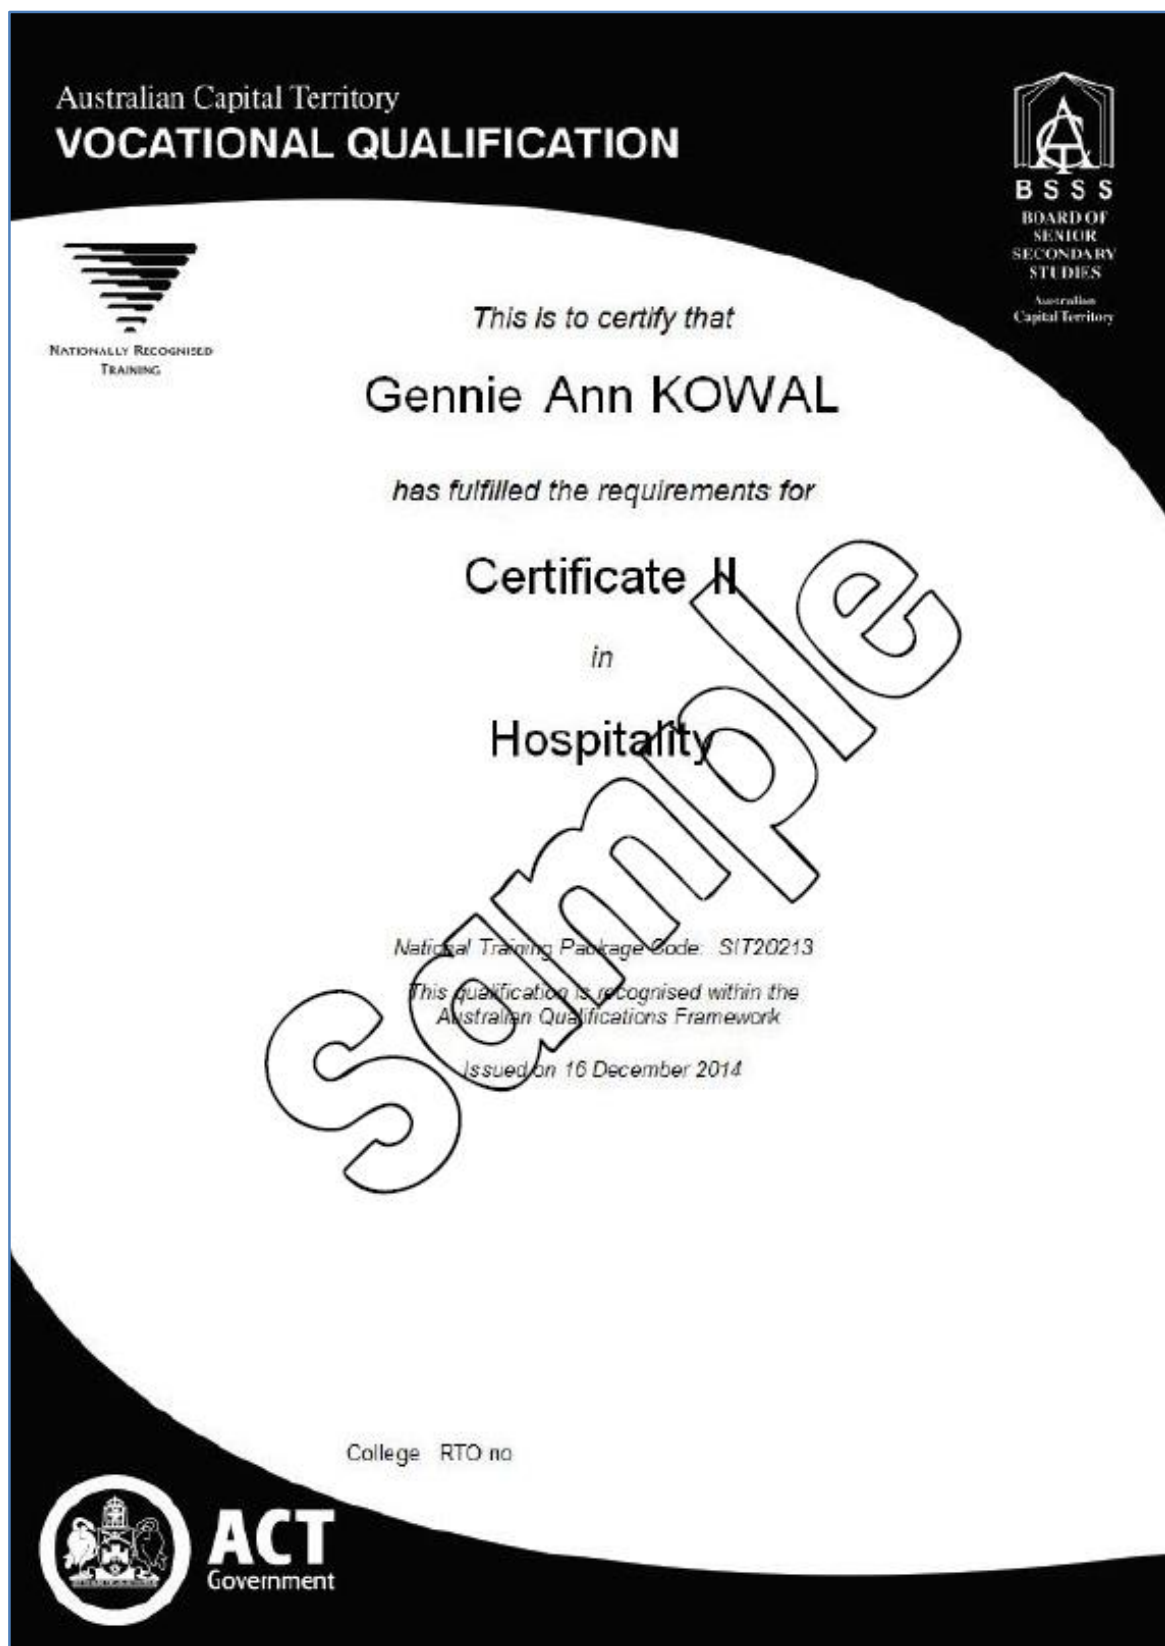 Australian Capital Territory
VOCATIONAL QUALIFICATION
BSSS
BOARD OF
SENIOR
SECONDARY
STUDIES
Australian
Capital Territory
NATIONALLY RECOGNISED
TRAINING
This is to certify that
Gennie Ann KOWAL
has fulfilled the requirements for
Certificate II
in
Hospitality
Sample
National Training Package Code: SIT20213
This qualification is recognised within the
Australian Qualifications Framework
Issued on 16 December 2014
College RTO no
ACT
Government